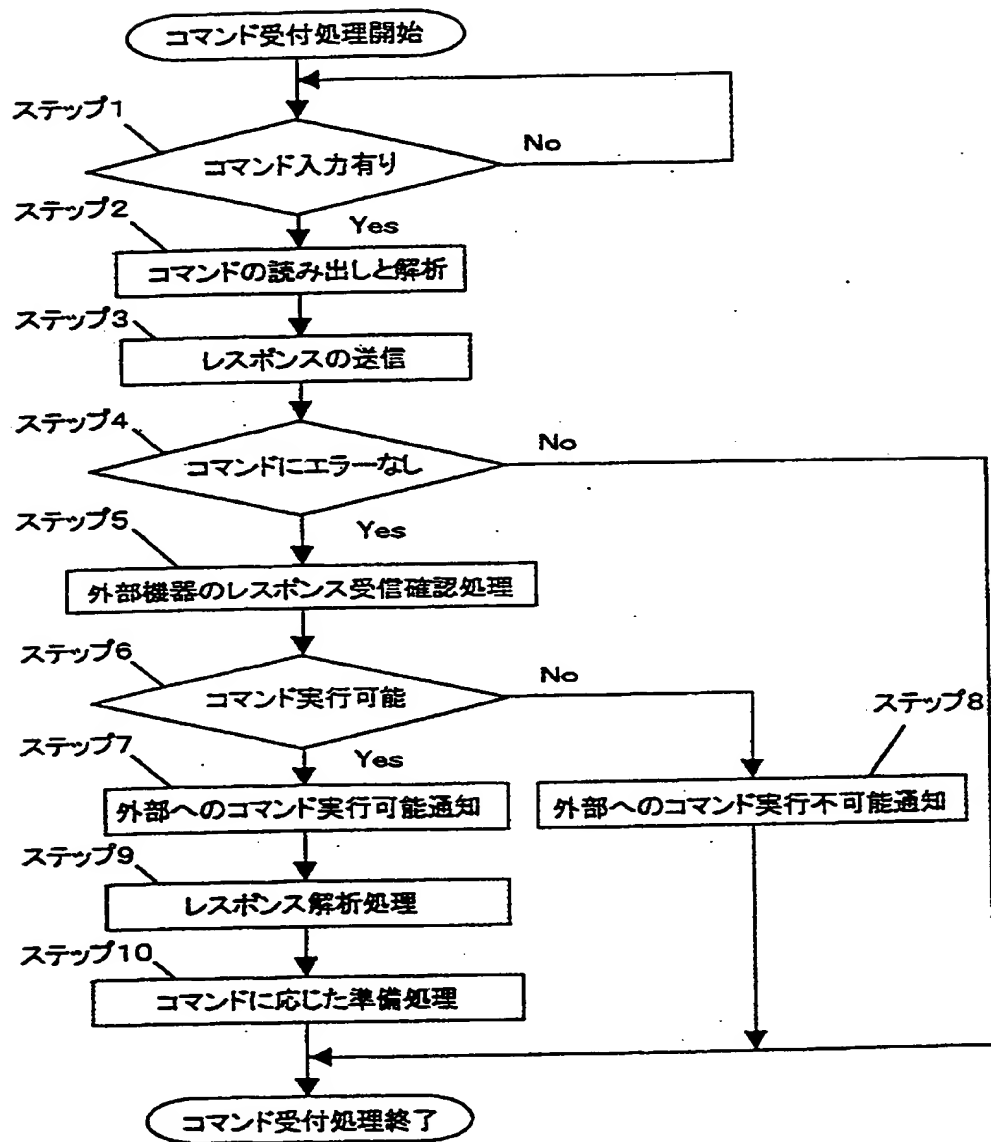 コマンド受付処理開始
ステップ1
コマンド入力有り
No
Yes
ステップ2
コマンドの読み出しと解析
ステップ3
レスポンスの送信
ステップ4
コマンドにエラーなし
No
Yes
ステップ5
外部機器のレスポンス受信確認処理
ステップ6
コマンド実行可能
No
Yes
ステップ7
外部へのコマンド実行可能通知
ステップ8
外部へのコマンド実行不可能通知
ステップ9
レスポンス解析処理
ステップ10
コマンドに応じた準備処理
コマンド受付処理終了